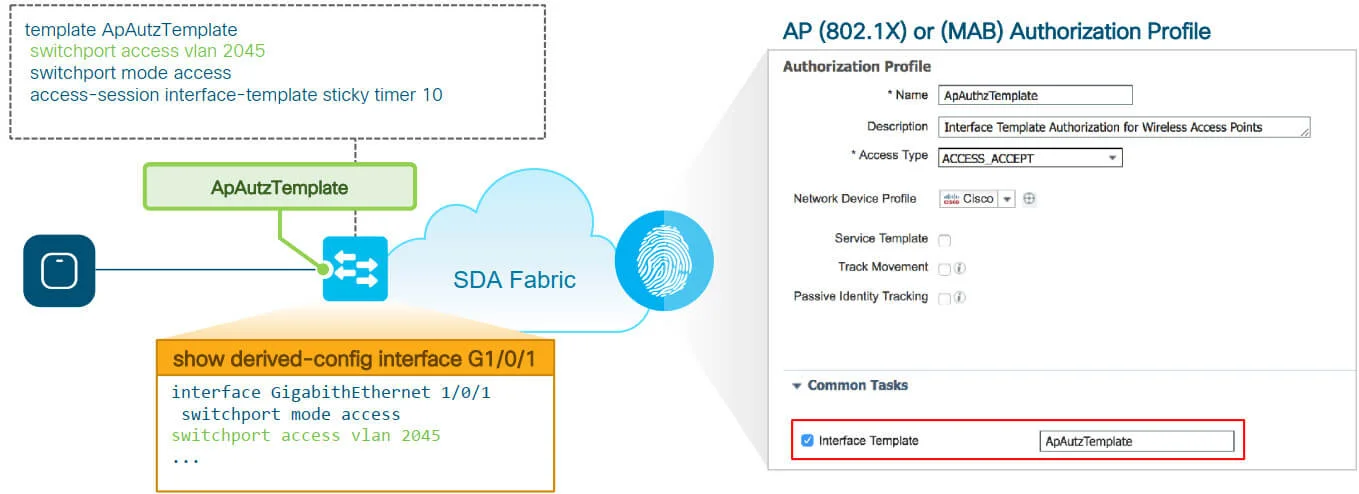 template ApAutzTemplate
switchport access vlan 2045
switchport mode access
access-session interface-template sticky timer 10
ApAutzTemplate
SDA Fabric
show derived-config interface G1/0/1
interface GigabithEthernet 1/0/1
switchport mode access
switchport access vlan 2045
...
AP (802.1X) or (MAB) Authorization Profile
Authorization Profile
* Name ApAuthzTemplate
Description Interface Template Authorization for Wireless Access Points
* Access Type ACCESS_ACCEPT
Network Device Profile Cisco
Service Template
Track Movement
Passive Identity Tracking
Common Tasks
Interface Template ApAutzTemplate